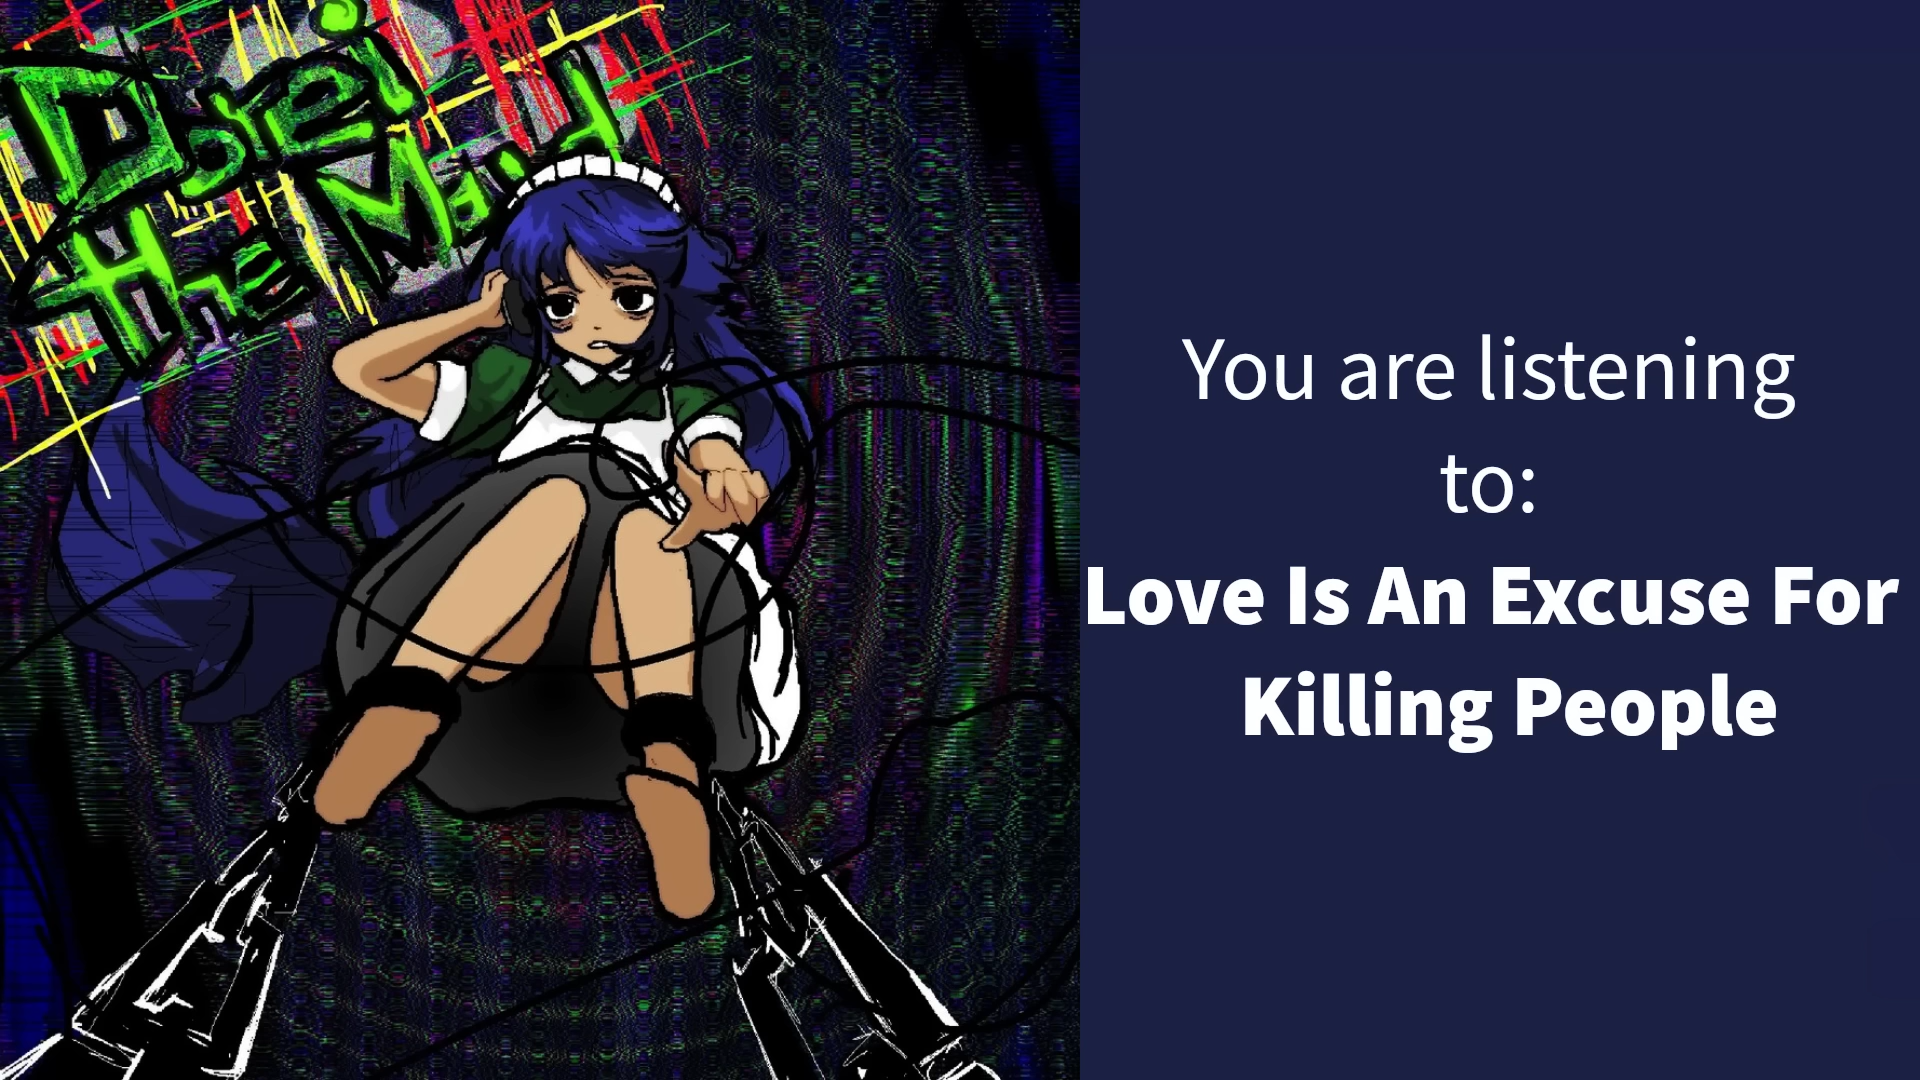 Dorei
the Maid
You are listening
to:
Love Is An Excuse For
Killing People